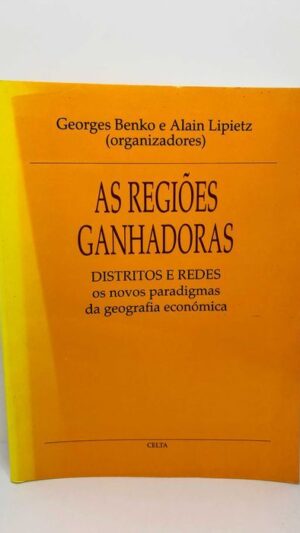 Georges Benko e Alain Lipietz
(organizadores)
AS REGIÕES
GANHADORAS
DISTRITOS E REDES
os novos paradigmas
da geografia económica
CELTA